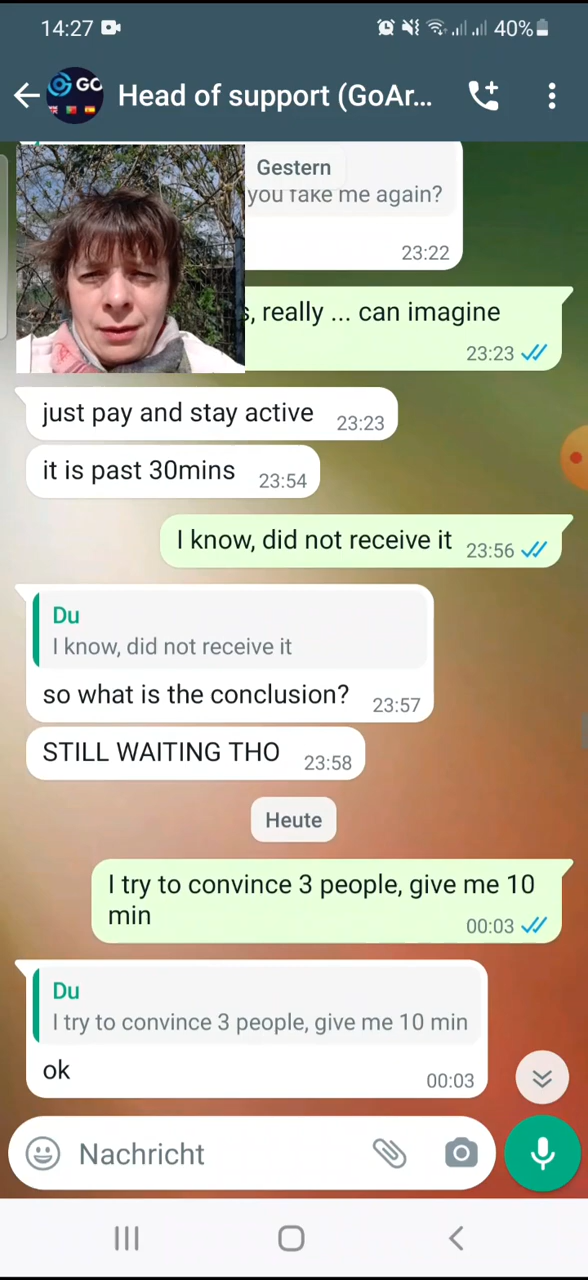 14:27
40%
GO
Head of support (GoAr...
Gestern
you fake me again?
23:22
s, really ... can imagine
23:23
just pay and stay active 23:23
it is past 30mins 23:54
I know, did not receive it 23:56
Du
I know, did not receive it
so what is the conclusion? 23:57
STILL WAITING THO 23:58
Heute
I try to convince 3 people, give me 10
min
00:03
Du
I try to convince 3 people, give me 10 min
ok
00:03
Nachricht